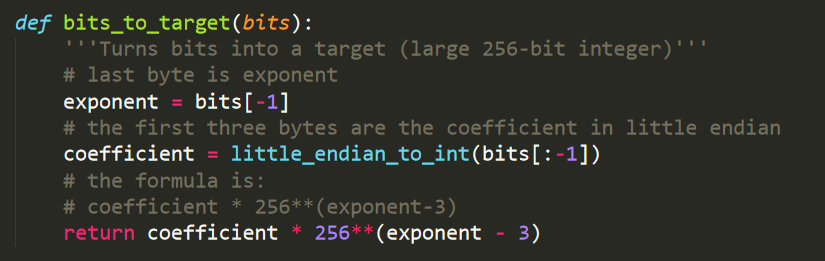 def bits_to_target(bits):
    '''Turns bits into a target (large 256-bit integer)'''
    # last byte is exponent
    exponent = bits[-1]
    # the first three bytes are the coefficient in little endian
    coefficient = little_endian_to_int(bits[:-1])
    # the formula is:
    # coefficient * 256**(exponent-3)
    return coefficient * 256**(exponent - 3)